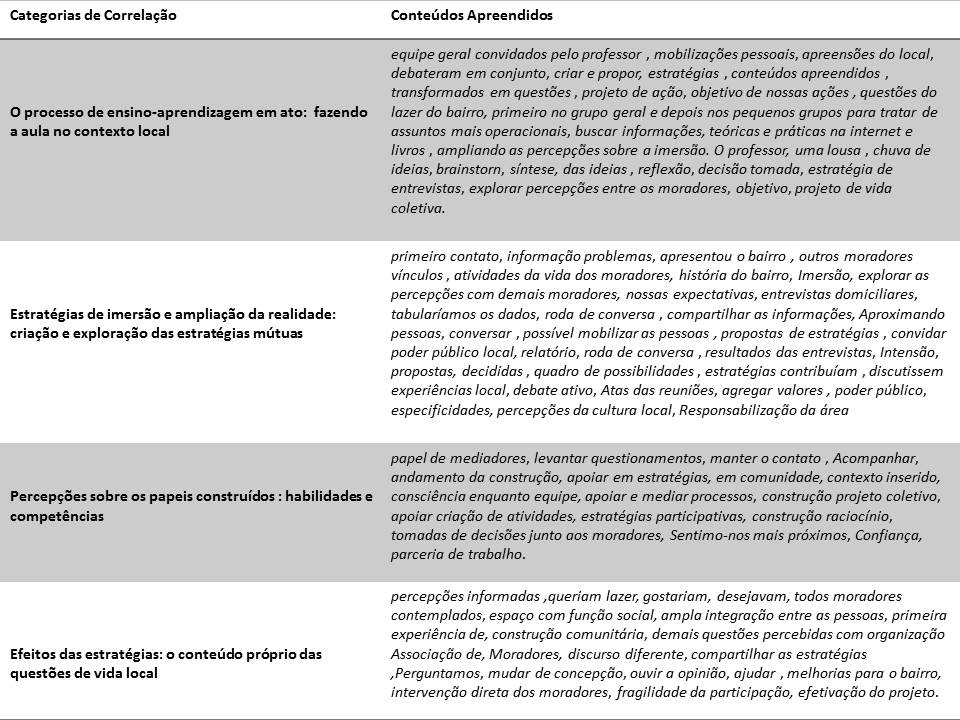 Categorias de Correlação
Conteúdos Apreendidos
O processo de ensino-aprendizagem em ato:  fazendo
a aula no contexto local
equipe geral convidados pelo professor , mobilizações pessoais, apreensões do local,
debateram em conjunto, criar e propor, estratégias , conteúdos apreendidos ,
transformados em questões , projeto de ação, objetivo de nossas ações , questões do
lazer do bairro, primeiro no grupo geral e depois nos pequenos grupos para tratar de
assuntos mais operacionais, buscar informações, teóricas e práticas na internet e
livros , ampliando as percepções sobre a imersão. O professor, uma lousa , chuva de
ideias, brainstorn, síntese, das ideias , reflexão, decisão tomada, estratégia de
entrevistas, explorar percepções entre os moradores, objetivo, projeto de vida
coletiva.
Estratégias de imersão e ampliação da realidade:
criação e exploração das estratégias mútuas
primeiro contato, informação problemas, apresentou o bairro , outros moradores
vínculos , atividades da vida dos moradores, história do bairro, Imersão, explorar as
percepções com demais moradores, nossas expectativas, entrevistas domiciliares,
tabularíamos os dados, roda de conversa , compartilhar as informações, Aproximando
pessoas, conversar , possível mobilizar as pessoas , propostas de estratégias , convidar
poder público local, relatório, roda de conversa , resultados das entrevistas, Intensão,
propostas, decididas , quadro de possibilidades , estratégias contribuíam , discutissem
experiências local, debate ativo, Atas das reuniões, agregar valores , poder público,
especificidades, percepções da cultura local, Responsabilização da área
Percepções sobre os papeis construídos : habilidades e
competências
papel de mediadores, levantar questionamentos, manter o contato , Acompanhar,
andamento da construção, apoiar em estratégias, em comunidade, contexto inserido,
consciência enquanto equipe, apoiar e mediar processos, construção projeto coletivo,
apoiar criação de atividades, estratégias participativas, construção raciocínio,
tomadas de decisões junto aos moradores, Sentimo-nos mais próximos, Confiança,
parceria de trabalho.
Efeitos das estratégias: o conteúdo próprio das
questões de vida local
percepções informadas ,queriam lazer, gostariam, desejavam, todos moradores
contemplados, espaço com função social, ampla integração entre as pessoas, primeira
experiência de, construção comunitária, demais questões percebidas com organização
Associação de, Moradores, discurso diferente, compartilhar as estratégias
,Perguntamos, mudar de concepção, ouvir a opinião, ajudar , melhorias para o bairro,
intervenção direta dos moradores, fragilidade da participação, efetivação do projeto.